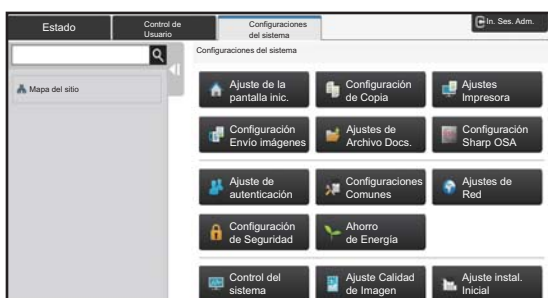 Estado
Control de
Usuario
Configuraciones
del sistema
In. Ses. Adm.
Configuraciones del sistema
Mapa del sitio
Ajuste de la
pantalla inic.
Configuración
de Copia
Ajustes
Impresora
Configuración
Envío imágenes
Ajustes de
Archivo Docs.
Configuración
Sharp OSA
Ajuste de
autenticación
Configuraciones
Comunes
Ajustes de
Red
Configuración
de Seguridad
Ahorro
de Energía
Control del
sistema
Ajuste Calidad
de Imagen
Ajuste instal.
Inicial